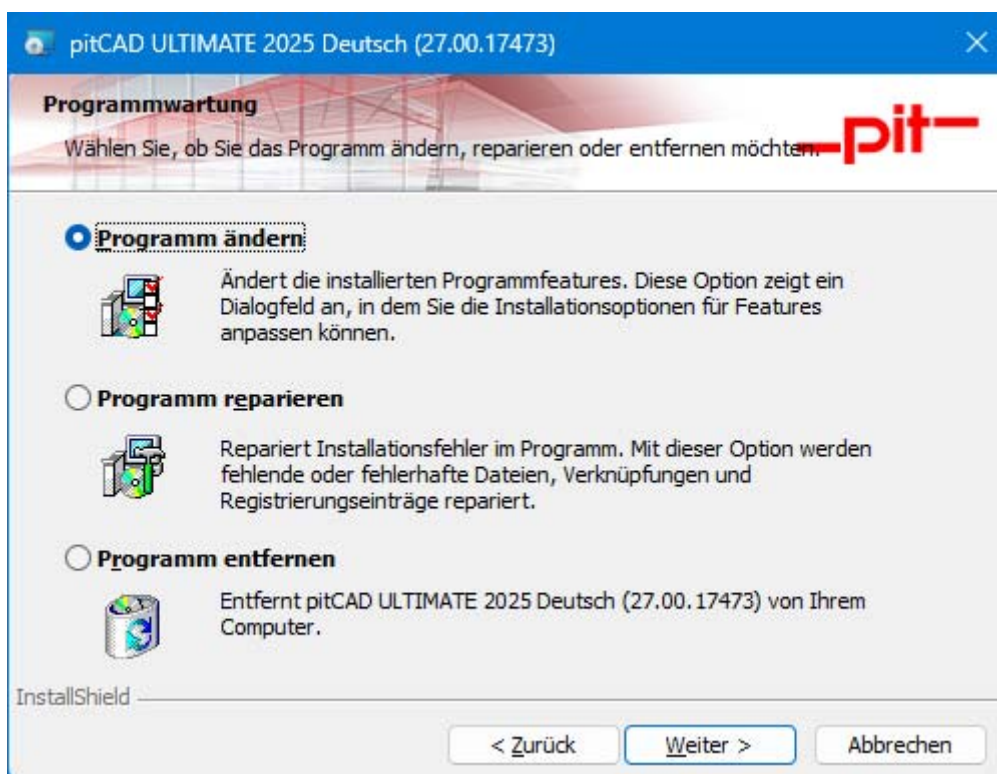 pitCAD ULTIMATE 2025 Deutsch (27.00.17473)
Programmwartung
Wählen Sie, ob Sie das Programm ändern, reparieren oder entfernen möchten.
pit
Programm ändern
Ändert die installierten Programmfeatures. Diese Option zeigt ein
Dialogfeld an, in dem Sie die Installationsoptionen für Features
anpassen können.
Programm reparieren
Repariert Installationsfehler im Programm. Mit dieser Option werden
fehlende oder fehlerhafte Dateien, Verknüpfungen und
Registrierungseinträge repariert.
Programm entfernen
Entfernt pitCAD ULTIMATE 2025 Deutsch (27.00.17473) von Ihrem
Computer.
InstallShield
< Zurück Weiter > Abbrechen